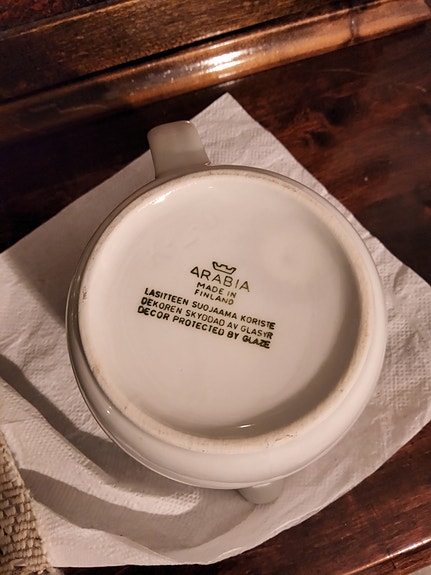 ARABIA
MADE IN
FINLAND
LASITTEEN SUOJAAMA KORISTE
DEKOREN SKYDDAD AV GLASYR
DECOR PROTECTED BY GLAZE